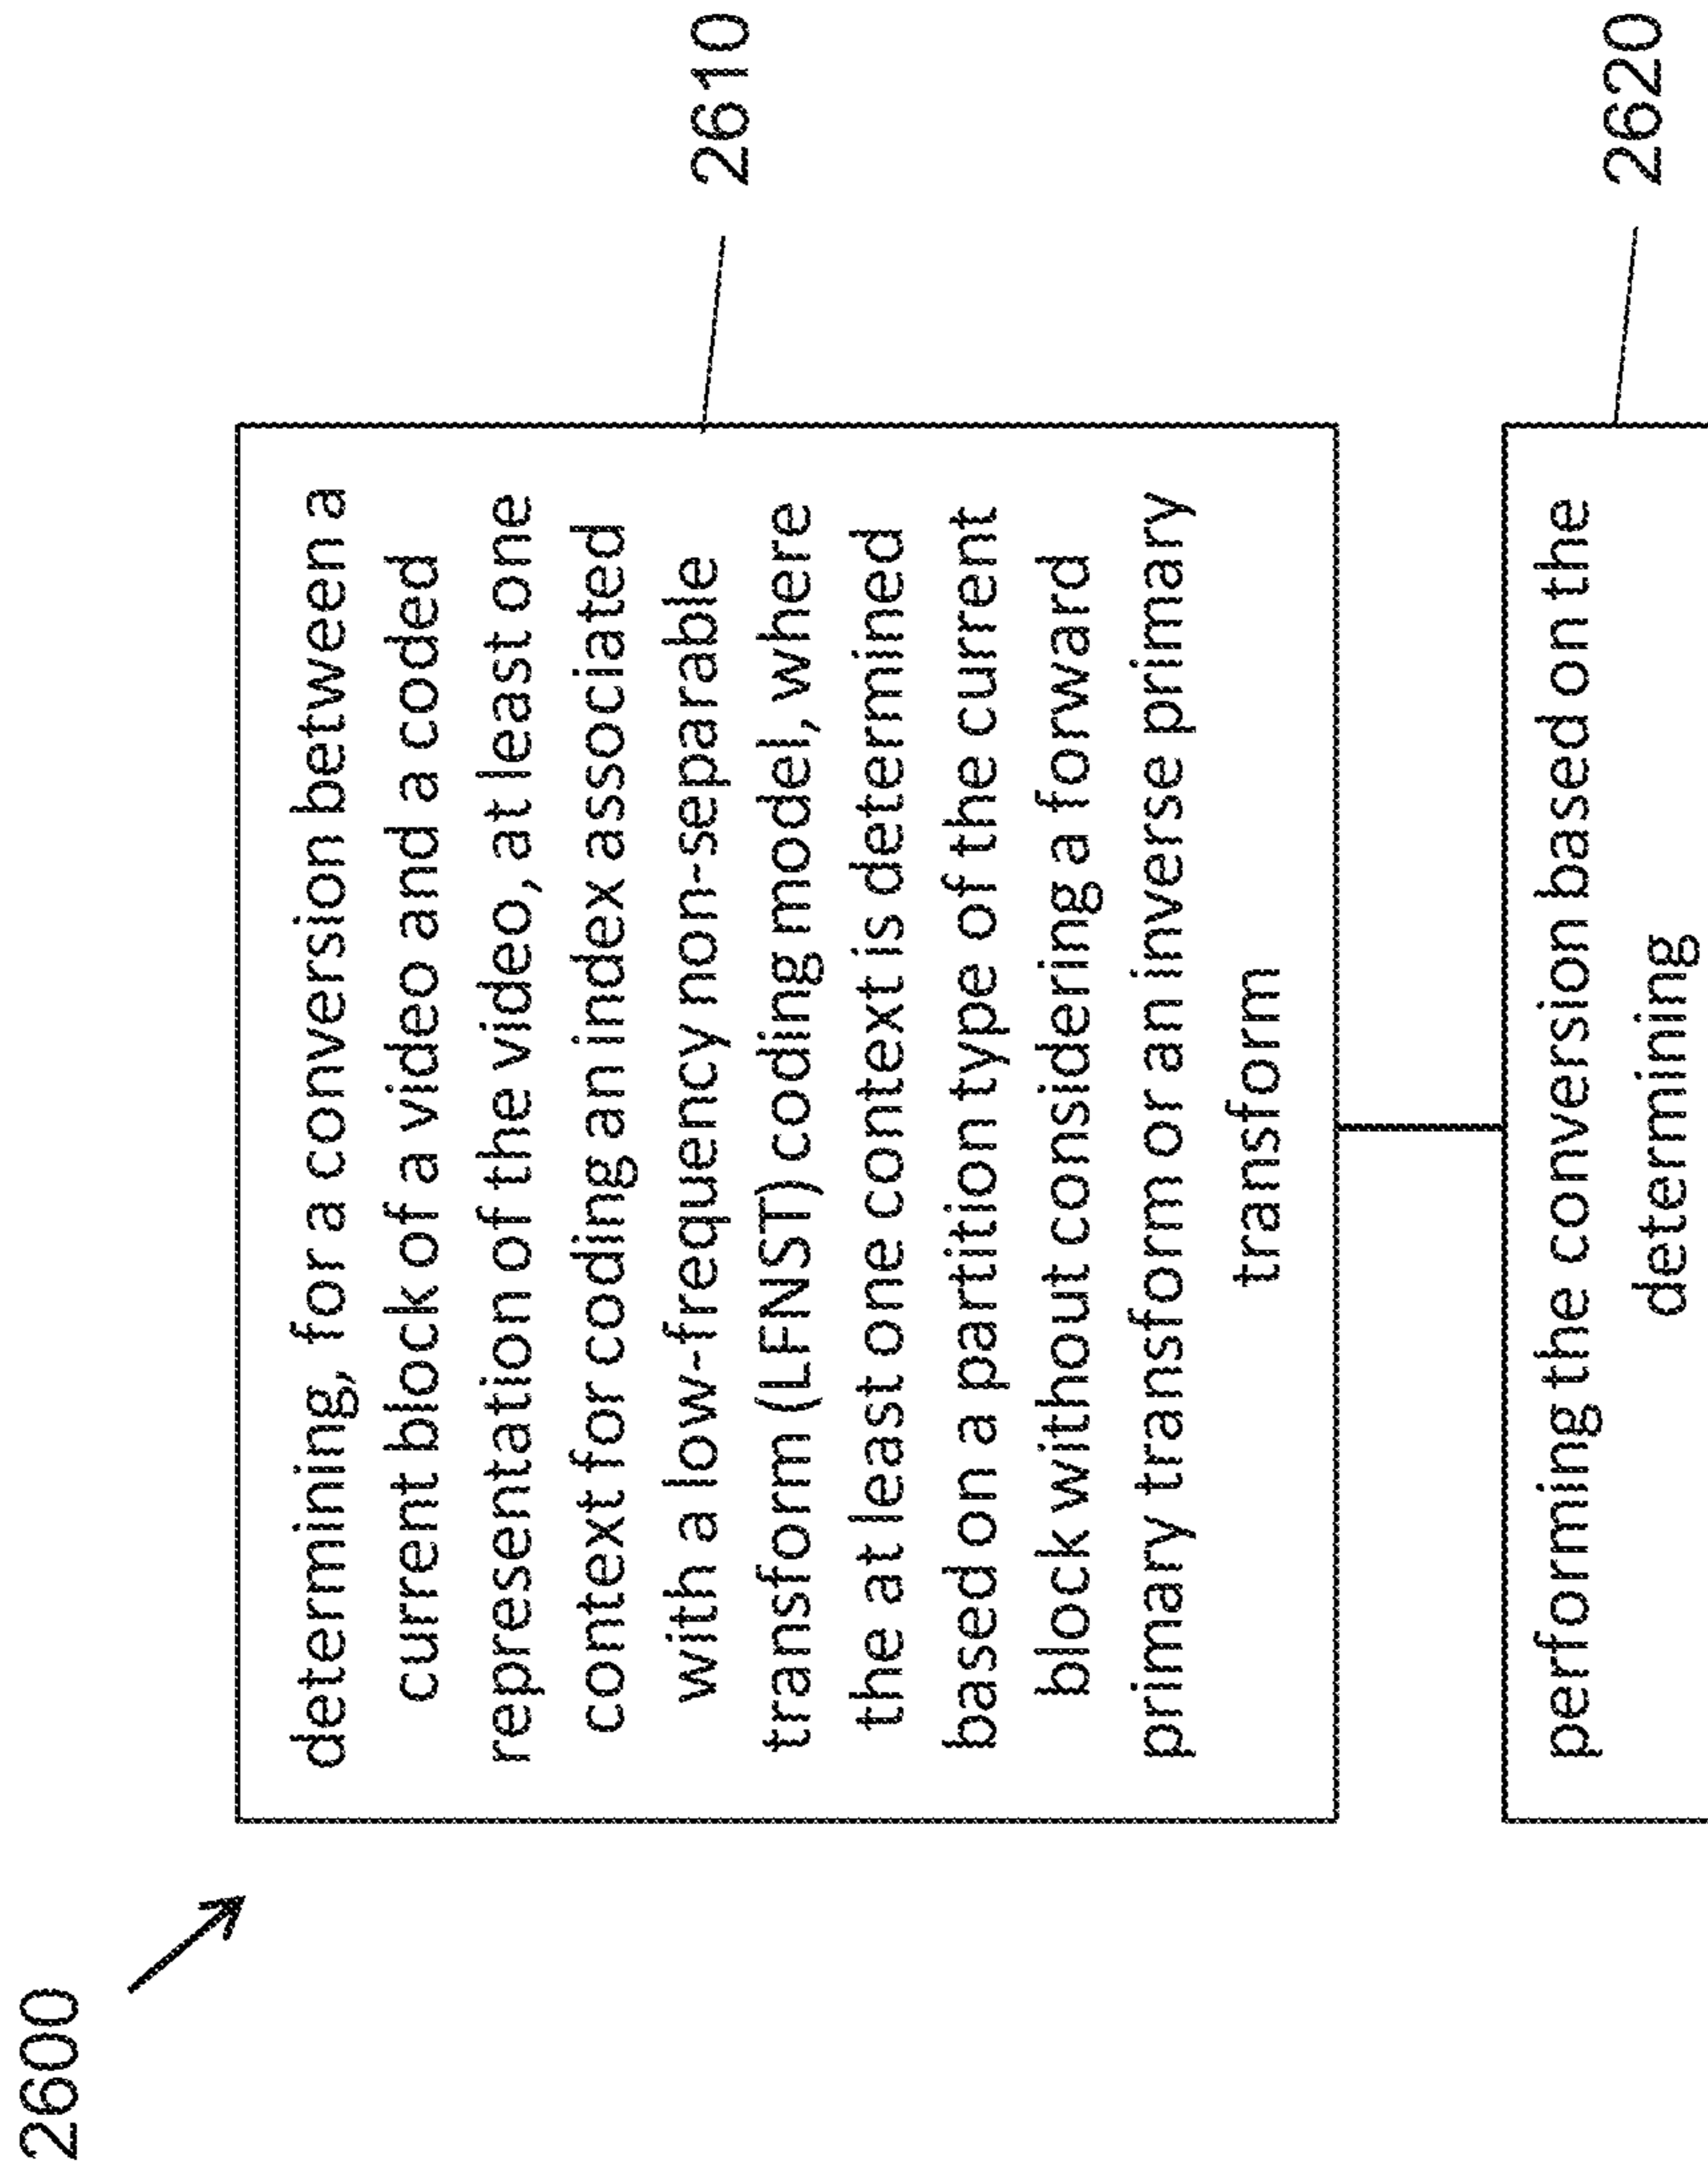 2600
determining, for a conversion between a
current block of a video and a coded
representation of the video, at least one
context for coding an index associated
with a low-frequency non-separable
transform (LFNST) coding model, where
the at least one context is determined
based on a partition type of the current
block without considering a forward
primary transform or an inverse primary
transform
2610
performing the conversion based on the
determining
2620